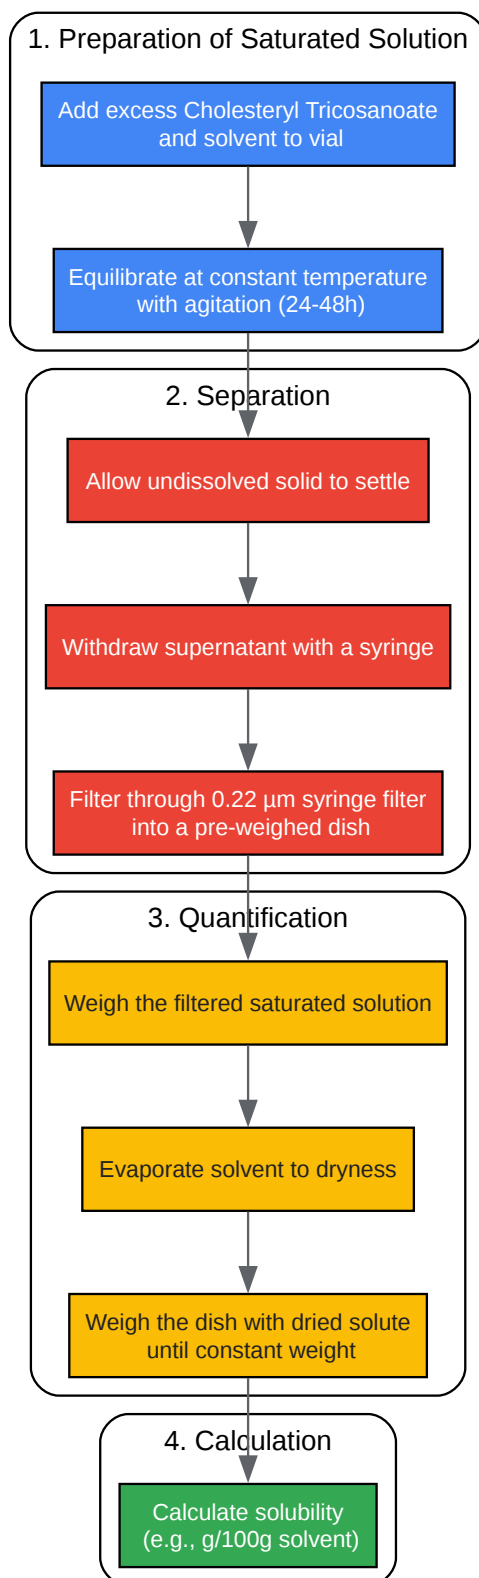 1. Preparation of Saturated Solution
Add excess Cholesteryl Tricosanoate
and solvent to vial
Equilibrate at constant temperature
with agitation (24-48h)
2. Separation
Allow undissolved solid to settle
Withdraw supernatant with a syringe
Filter through 0.22 µm syringe filter
into a pre-weighed dish
3. Quantification
Weigh the filtered saturated solution
Evaporate solvent to dryness
Weigh the dish with dried solute
until constant weight
4. Calculation
Calculate solubility
(e.g., g/100g solvent)